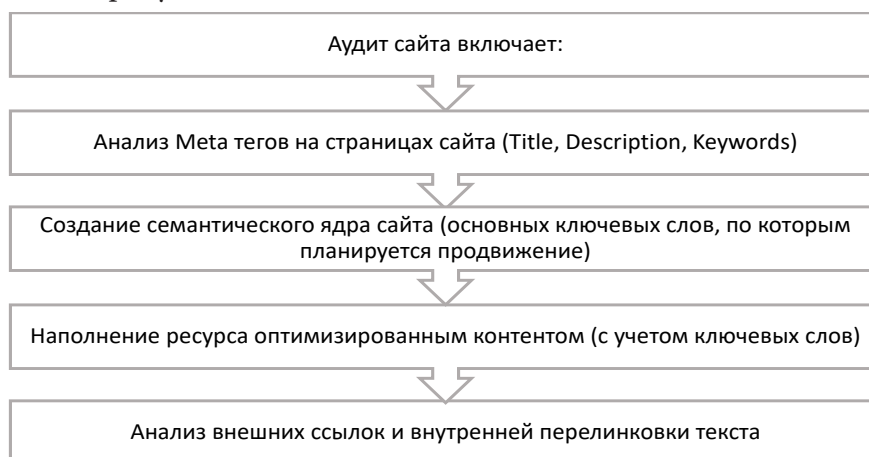 Аудит сайта включает:
Анализ Meta тегов на страницах сайта (Title, Description, Keywords)
Создание семантического ядра сайта (основных ключевых слов, по которым
планируется продвижение)
Наполнение ресурса оптимизированным контентом (с учетом ключевых слов)
Анализ внешних ссылок и внутренней перелинковки текста